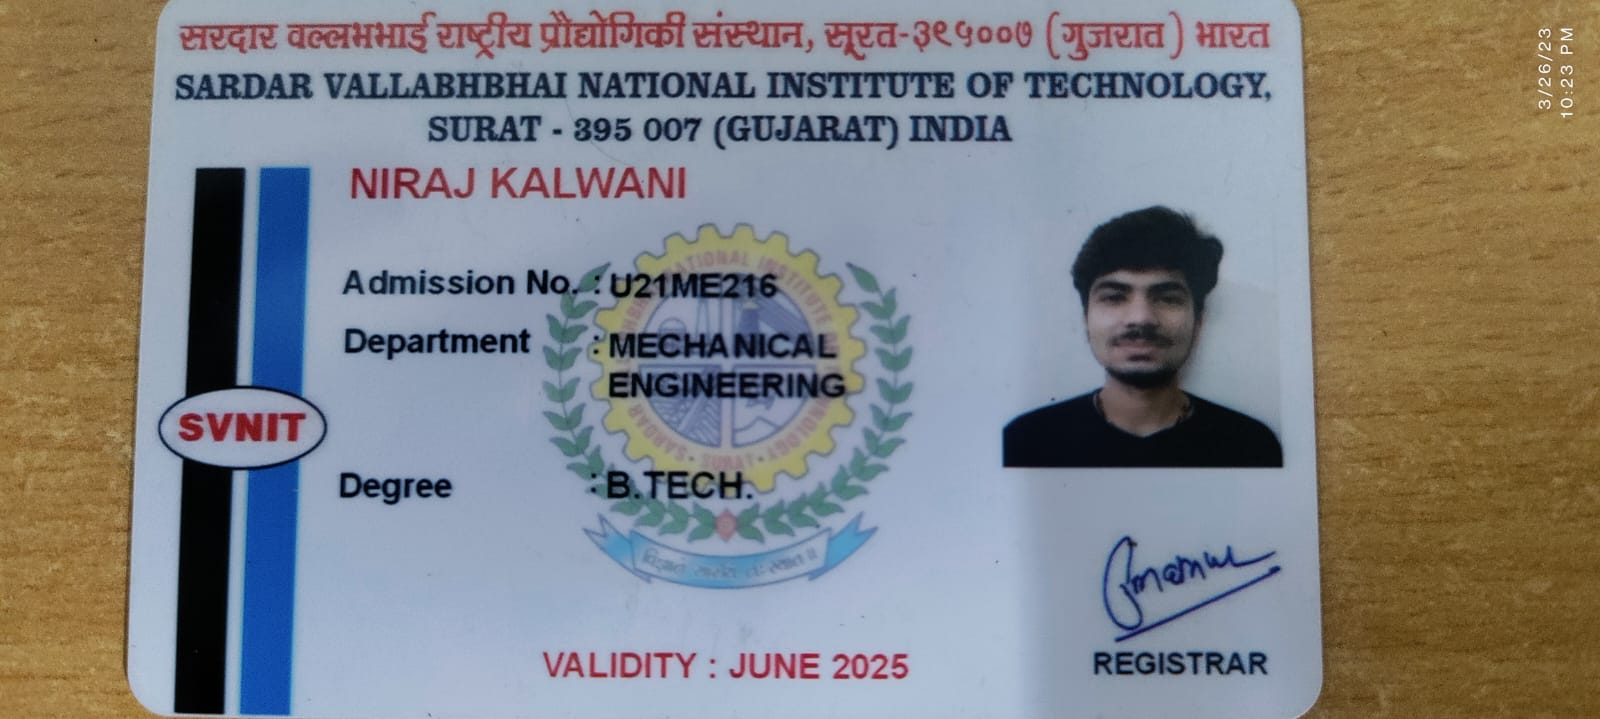 सरदार वल्लभभाई राष्ट्रीय प्रौद्योगिकी संस्थान, सूरत-३९५००७ (गुजरात) भारत
SARDAR VALLABHBHAI NATIONAL INSTITUTE OF TECHNOLOGY,
SURAT - 395 007 (GUJARAT) INDIA
NIRAJ KALWANI
Admission No. : U21ME216
Department : MECHANICAL
ENGINEERING
SVNIT
Degree : B.TECH.
VALIDITY : JUNE 2025
REGISTRAR
3/26/23
10:23 PM